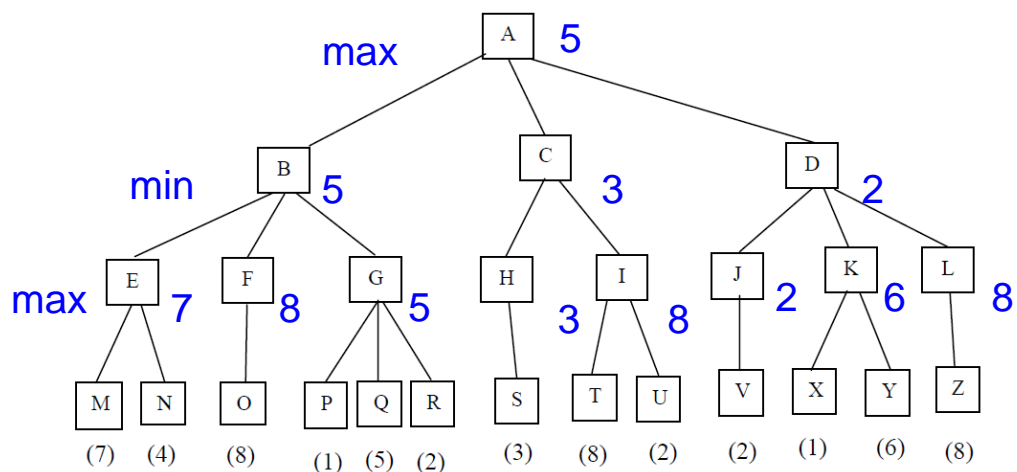 A 5
max
B C D
min 5 3 2
E F G H I J K L
max 7 8 5 3 8 2 6 8
M N O P Q R S T U V X Y Z
(7) (4) (8) (1) (5) (2) (3) (8) (2) (2) (1) (6) (8)